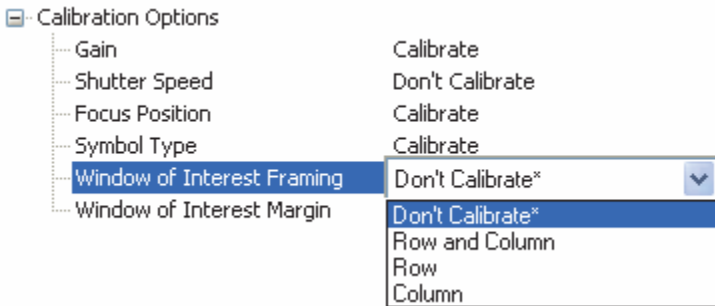 Calibration Options
Gain Calibrate
Shutter Speed Don't Calibrate
Focus Position Calibrate
Symbol Type Calibrate
Window of Interest Framing Don't Calibrate*
Window of Interest Margin Don't Calibrate*
Row and Column
Row
Column